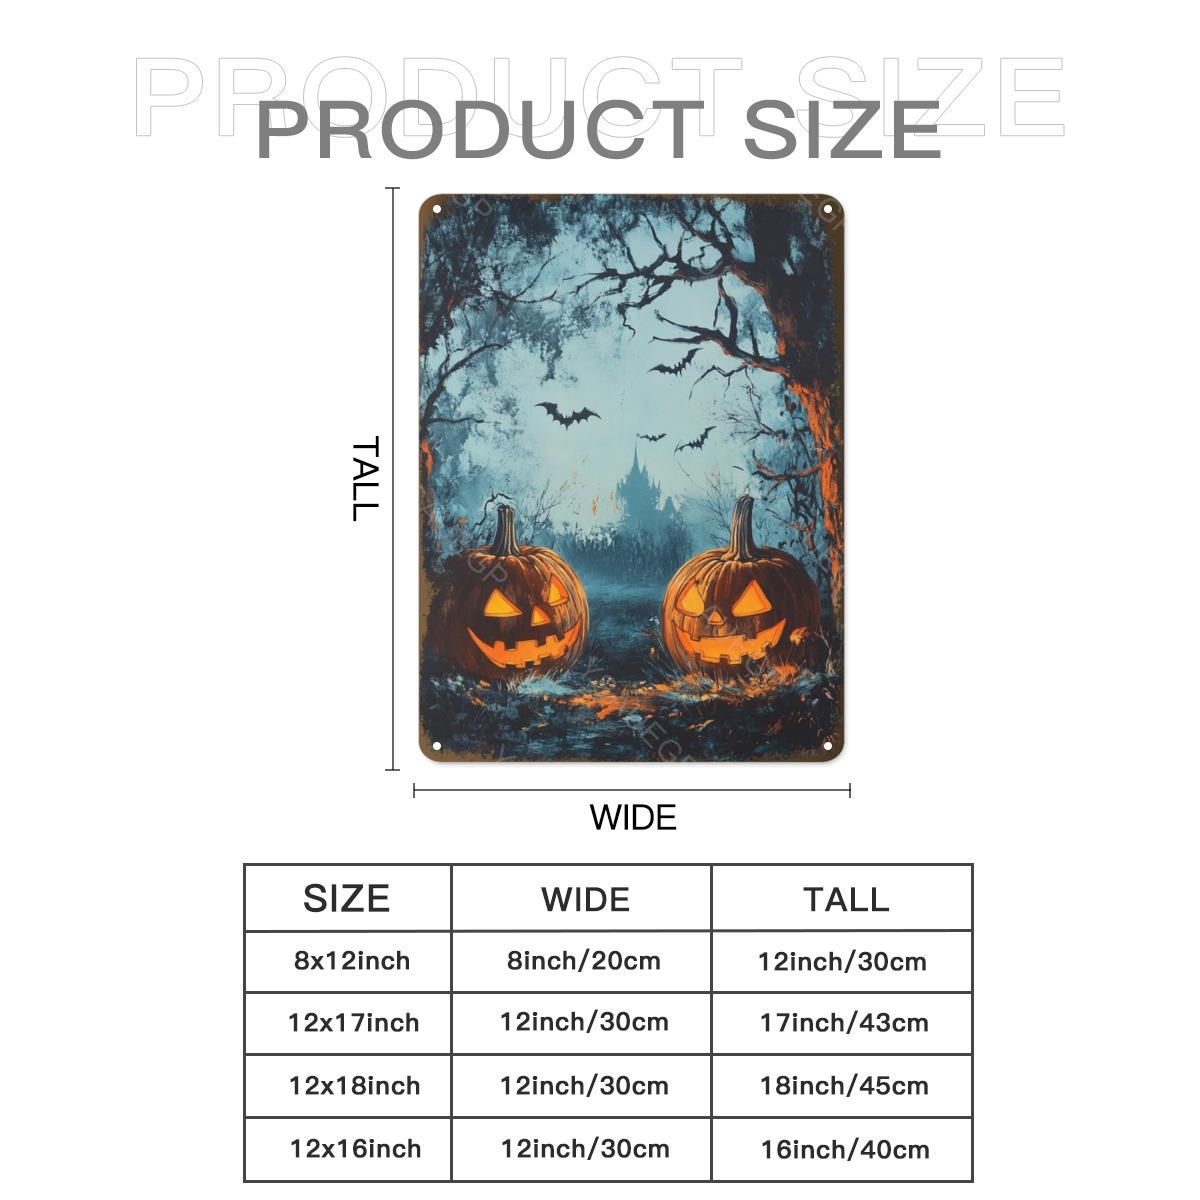 PRODUCT SIZE
PRODUCT SIZE
TALL
WIDE
SIZE WIDE TALL
8x12inch 8inch/20cm 12inch/30cm
12x17inch 12inch/30cm 17inch/43cm
12x18inch 12inch/30cm 18inch/45cm
12x16inch 12inch/30cm 16inch/40cm